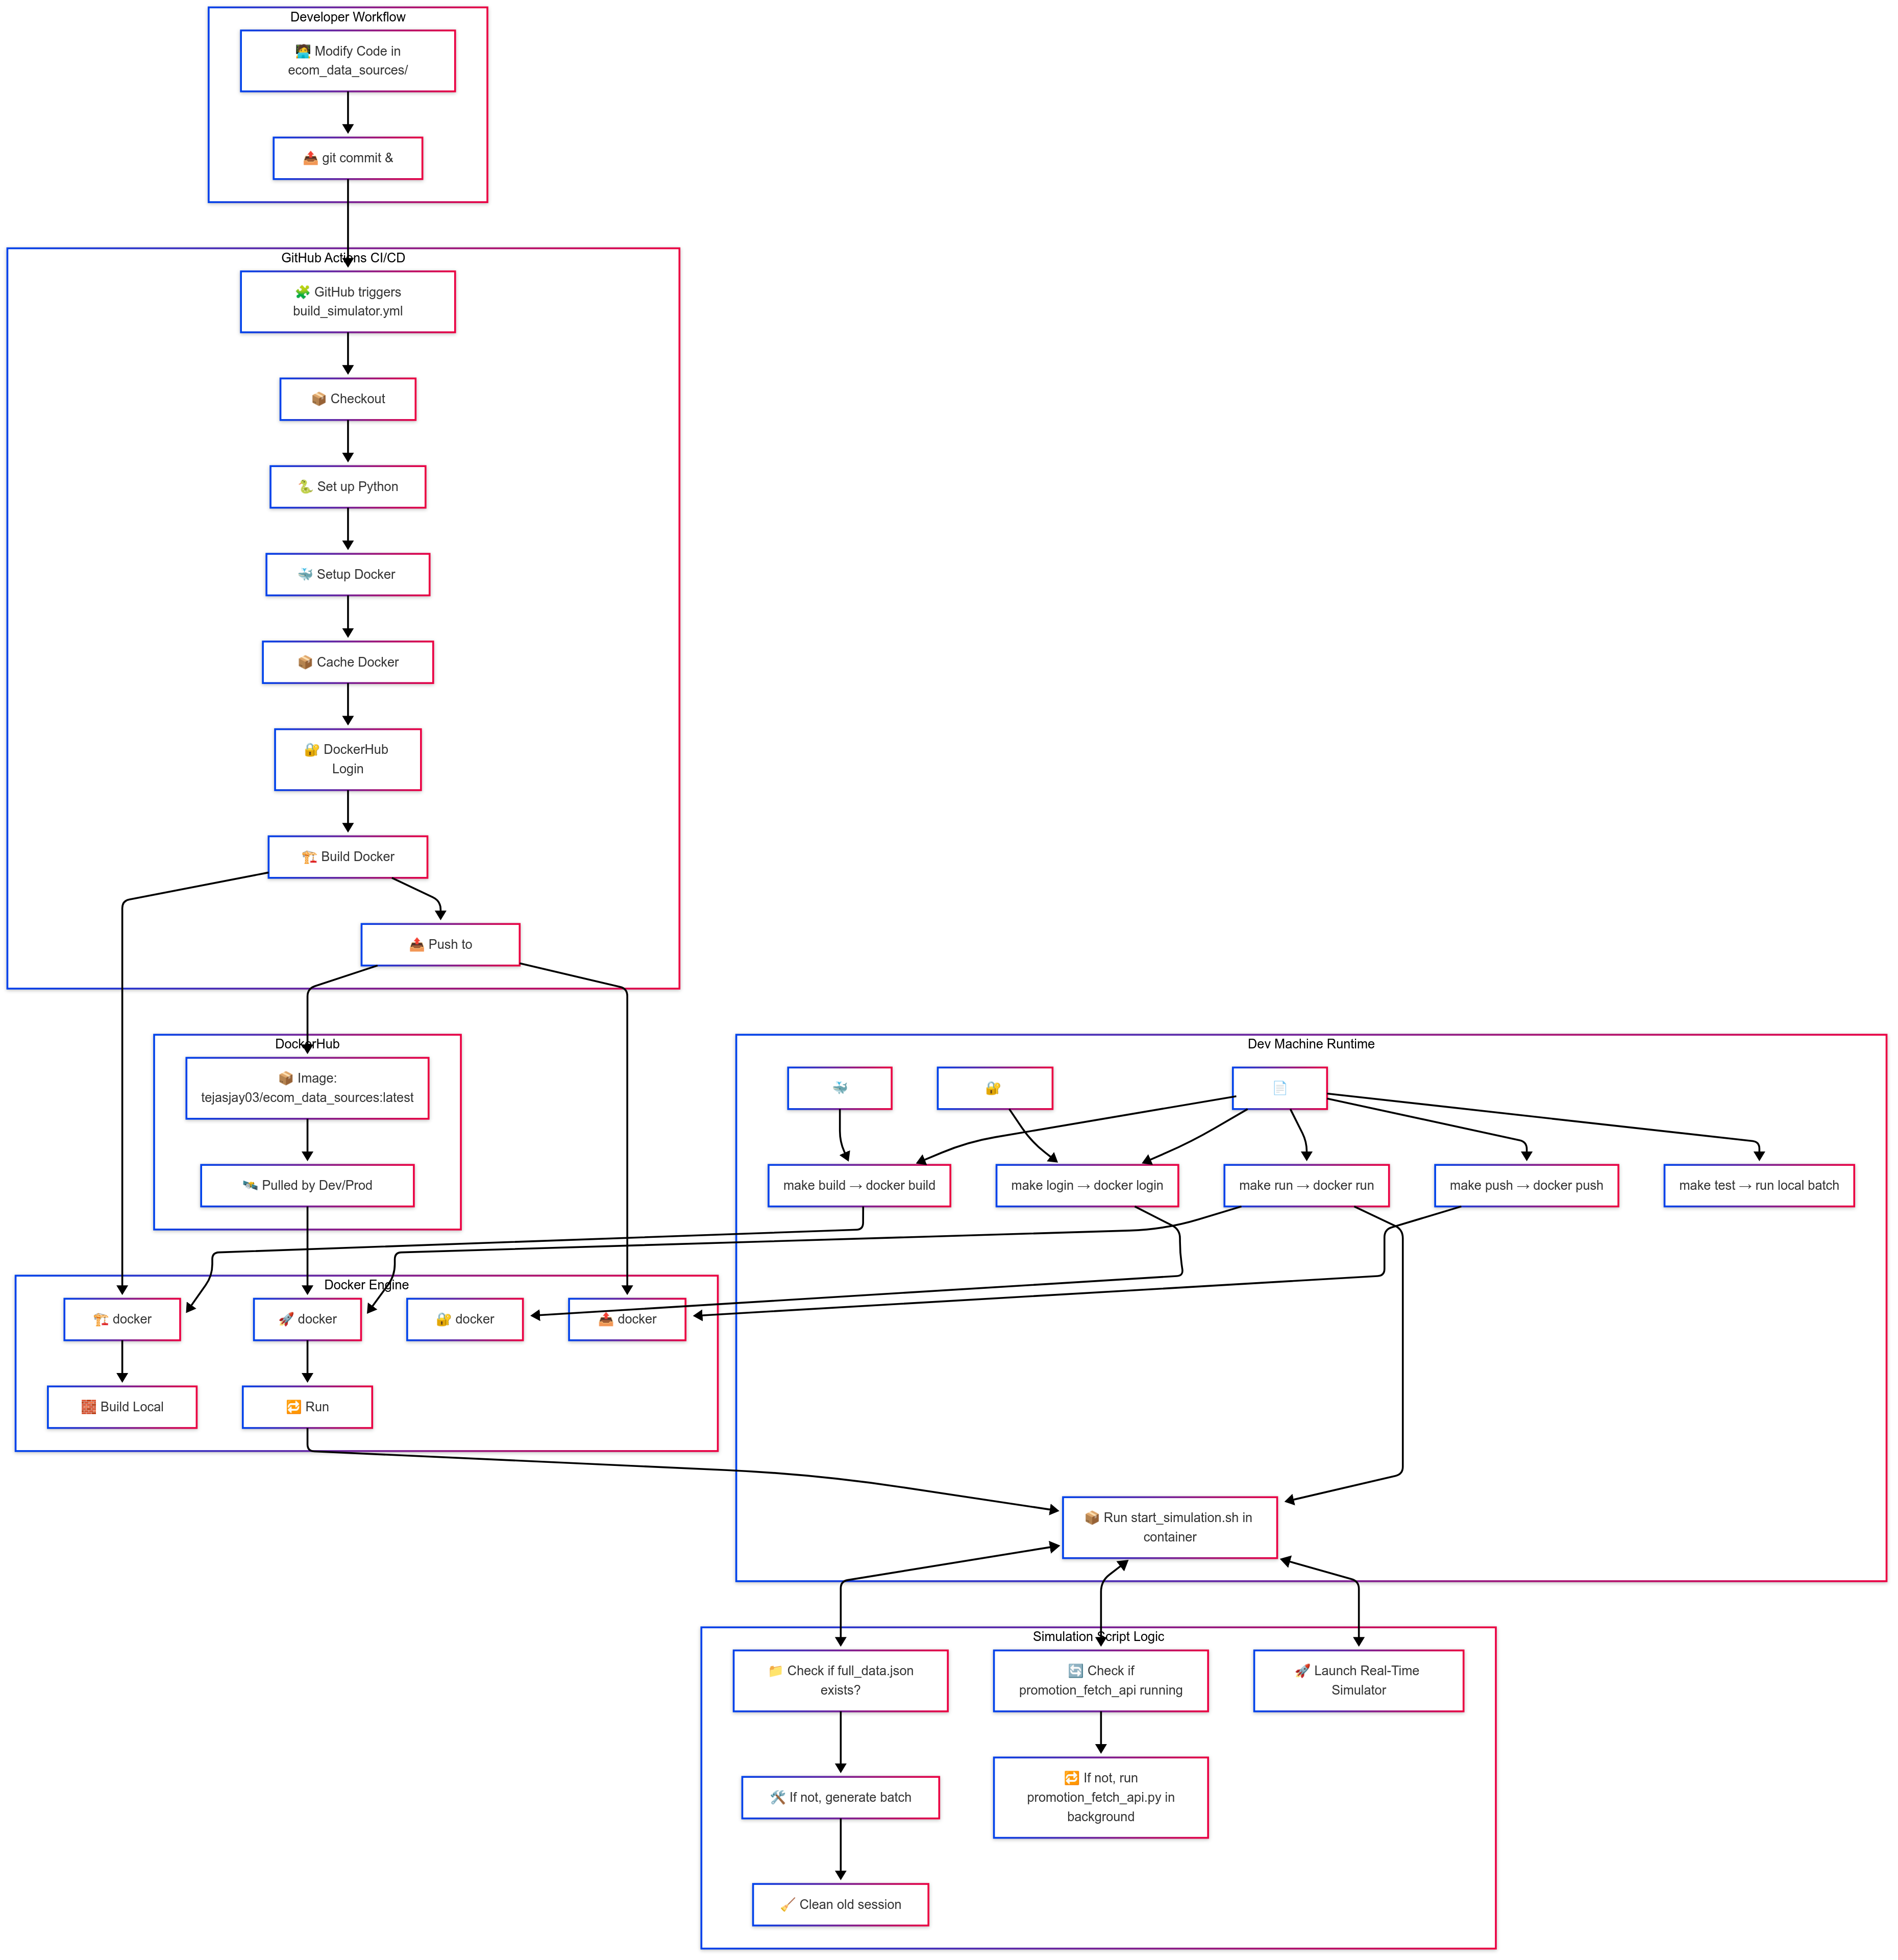 Developer Workflow
🧑‍💻 Modify Code in
ecom_data_sources/
📤 git commit &
GitHub Actions CI/CD
🧩 GitHub triggers
build_simulator.yml
📦 Checkout
🐍 Set up Python
🐳 Setup Docker
📦 Cache Docker
🔐 DockerHub
Login
🏗️ Build Docker
📤 Push to
DockerHub
📦 Image:
tejasjay03/ecom_data_sources:latest
🛰️ Pulled by Dev/Prod
Dev Machine Runtime
🐳
🔐
📄
make build → docker build
make login → docker login
make run → docker run
make push → docker push
make test → run local batch
Docker Engine
🏗️ docker
🚀 docker
🔐 docker
📤 docker
🧱 Build Local
🔁 Run
📦 Run start_simulation.sh in
container
Simulation Script Logic
📁 Check if full_data.json
exists?
🔄 Check if
promotion_fetch_api running
🚀 Launch Real-Time
Simulator
🛠️ If not, generate batch
🔁 If not, run
promotion_fetch_api.py in
background
🧹 Clean old session